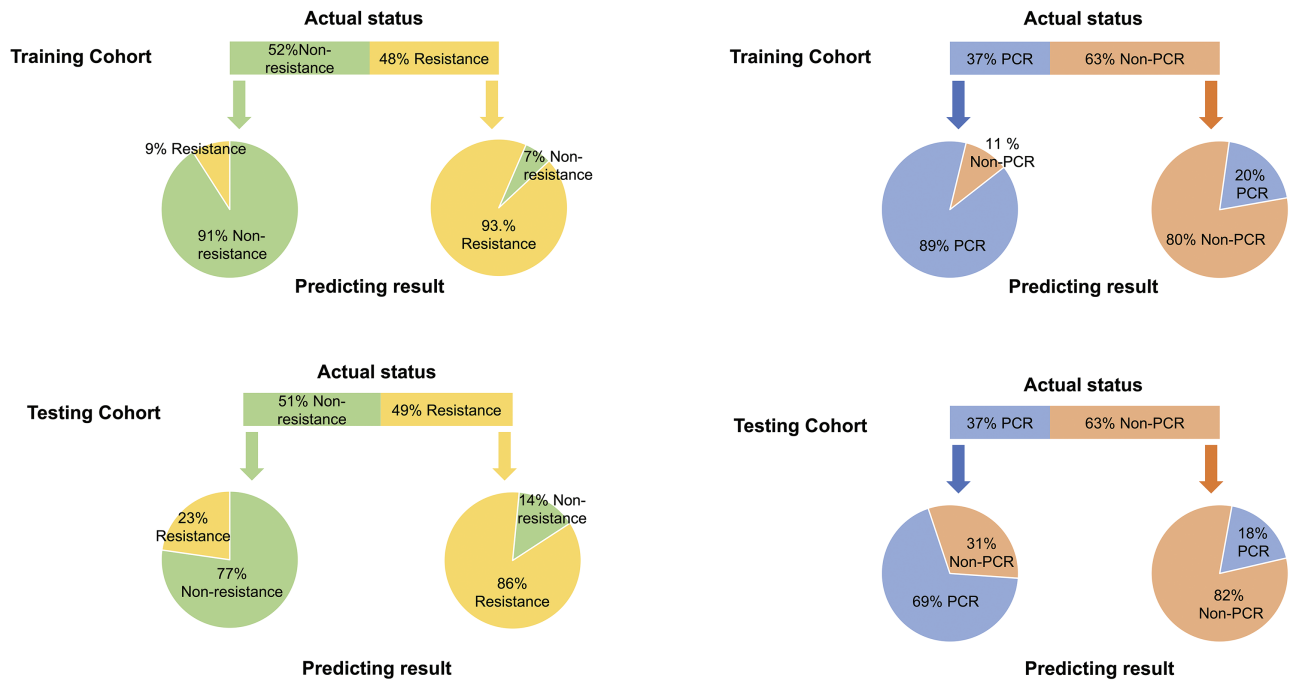 Actual status
Training Cohort
52%Non-
resistance
48% Resistance
9% Resistance
91% Non-
resistance
7% Non-
resistance
93.%
Resistance
Predicting result
Actual status
Training Cohort
37% PCR
63% Non-PCR
11 %
Non-PCR
89% PCR
20%
PCR
80% Non-PCR
Predicting result
Actual status
Testing Cohort
51% Non-
resistance
49% Resistance
23%
Resistance
77%
Non-resistance
14% Non-
resistance
86%
Resistance
Predicting result
Actual status
Testing Cohort
37% PCR
63% Non-PCR
31%
Non-PCR
69% PCR
18%
PCR
82%
Non-PCR
Predicting result